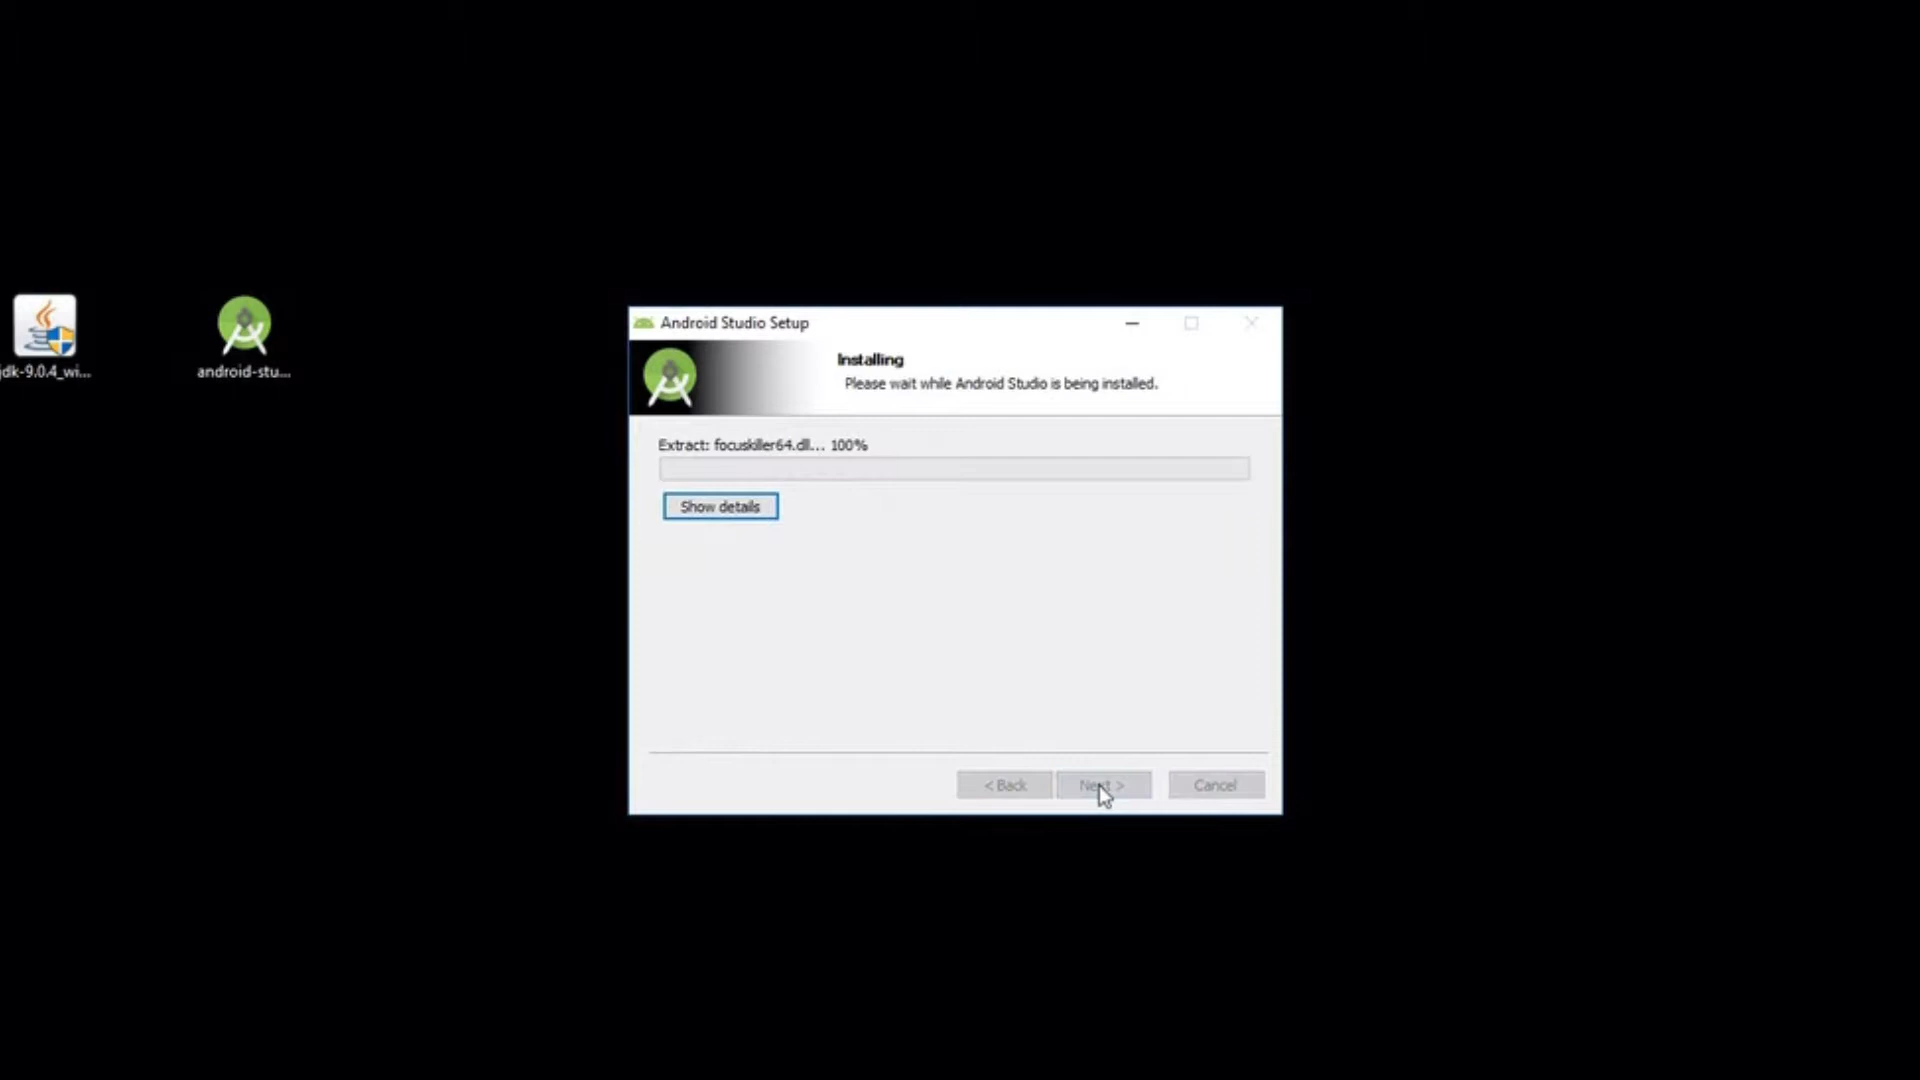 Android Studio Setup
Installing
Please wait while Android Studio is being installed.
Extract: focuskiller64.dll... 100%
Show details
< Back
Next >
Cancel
jdk-9.0.4_wi...
android-stu...